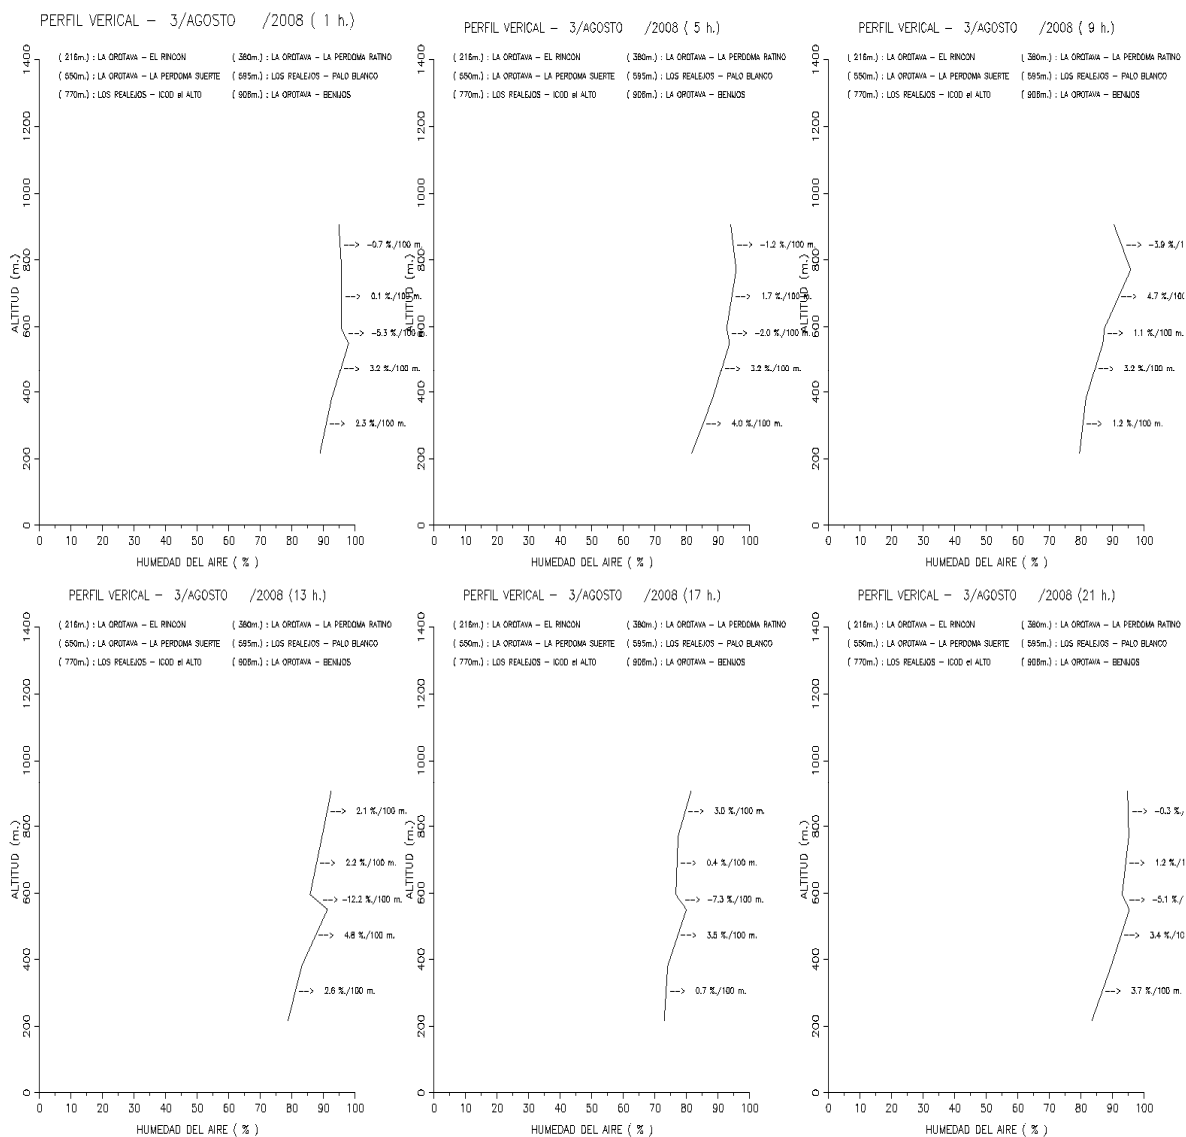 PERFIL VERICAL – 3/AGOSTO /2008 ( 1 h.)
( 216m.) : LA OROTAVA – EL RINCON ( 380m.) : LA OROTAVA – LA PERDOMA RATINO
( 550m.) : LA OROTAVA – LA PERDOMA SUERTE ( 595m.) : LOS REALEJOS – PALO BLANCO
( 770m.) : LOS REALEJOS – ICOD el ALTO ( 906m.) : LA OROTAVA – BENIJOS
1400
1200
1000
800
600
400
200
0
ALTITUD (m.)
--> -0.7 %./100 m.
--> 0.1 %./100 m.
--> -5.3 %./100 m.
--> 3.2 %./100 m.
--> 2.3 %./100 m.
0 10 20 30 40 50 60 70 80 90 100
HUMEDAD DEL AIRE ( % )
PERFIL VERICAL – 3/AGOSTO /2008 ( 5 h.)
( 216m.) : LA OROTAVA – EL RINCON ( 380m.) : LA OROTAVA – LA PERDOMA RATINO
( 550m.) : LA OROTAVA – LA PERDOMA SUERTE ( 595m.) : LOS REALEJOS – PALO BLANCO
( 770m.) : LOS REALEJOS – ICOD el ALTO ( 906m.) : LA OROTAVA – BENIJOS
1400
1200
1000
800
600
400
200
0
ALTITUD (m.)
--> -1.2 %./100 m.
--> 1.7 %./100 m.
--> -2.0 %./100 m.
--> 3.2 %./100 m.
--> 4.0 %./100 m.
0 10 20 30 40 50 60 70 80 90 100
HUMEDAD DEL AIRE ( % )
PERFIL VERICAL – 3/AGOSTO /2008 ( 9 h.)
( 216m.) : LA OROTAVA – EL RINCON ( 380m.) : LA OROTAVA – LA PERDOMA RATINO
( 550m.) : LA OROTAVA – LA PERDOMA SUERTE ( 595m.) : LOS REALEJOS – PALO BLANCO
( 770m.) : LOS REALEJOS – ICOD el ALTO ( 906m.) : LA OROTAVA – BENIJOS
1400
1200
1000
800
600
400
200
0
ALTITUD (m.)
--> -3.9 %./1
--> 4.7 %./100
--> 1.1 %./100 m.
--> 3.2 %./100 m.
--> 1.2 %./100 m.
0 10 20 30 40 50 60 70 80 90 100
HUMEDAD DEL AIRE ( % )
PERFIL VERICAL – 3/AGOSTO /2008 (13 h.)
( 216m.) : LA OROTAVA – EL RINCON ( 380m.) : LA OROTAVA – LA PERDOMA RATINO
( 550m.) : LA OROTAVA – LA PERDOMA SUERTE ( 595m.) : LOS REALEJOS – PALO BLANCO
( 770m.) : LOS REALEJOS – ICOD el ALTO ( 906m.) : LA OROTAVA – BENIJOS
1400
1200
1000
800
600
400
200
0
ALTITUD (m.)
--> 2.1 %./100 m.
--> 2.2 %./100 m.
--> -12.2 %./100 m.
--> 4.8 %./100 m.
--> 2.6 %./100 m.
0 10 20 30 40 50 60 70 80 90 100
HUMEDAD DEL AIRE ( % )
PERFIL VERICAL – 3/AGOSTO /2008 (17 h.)
( 216m.) : LA OROTAVA – EL RINCON ( 380m.) : LA OROTAVA – LA PERDOMA RATINO
( 550m.) : LA OROTAVA – LA PERDOMA SUERTE ( 595m.) : LOS REALEJOS – PALO BLANCO
( 770m.) : LOS REALEJOS – ICOD el ALTO ( 906m.) : LA OROTAVA – BENIJOS
1400
1200
1000
800
600
400
200
0
ALTITUD (m.)
--> 3.0 %./100 m.
--> 0.4 %./100 m.
--> -7.3 %./100 m.
--> 3.5 %./100 m.
--> 0.7 %./100 m.
0 10 20 30 40 50 60 70 80 90 100
HUMEDAD DEL AIRE ( % )
PERFIL VERICAL – 3/AGOSTO /2008 (21 h.)
( 216m.) : LA OROTAVA – EL RINCON ( 380m.) : LA OROTAVA – LA PERDOMA RATINO
( 550m.) : LA OROTAVA – LA PERDOMA SUERTE ( 595m.) : LOS REALEJOS – PALO BLANCO
( 770m.) : LOS REALEJOS – ICOD el ALTO ( 906m.) : LA OROTAVA – BENIJOS
1400
1200
1000
800
600
400
200
0
ALTITUD (m.)
--> -0.3 %./
--> 1.2 %./1
--> -5.1 %./
--> 3.4 %./10
--> 3.7 %./100 m.
0 10 20 30 40 50 60 70 80 90 100
HUMEDAD DEL AIRE ( % )